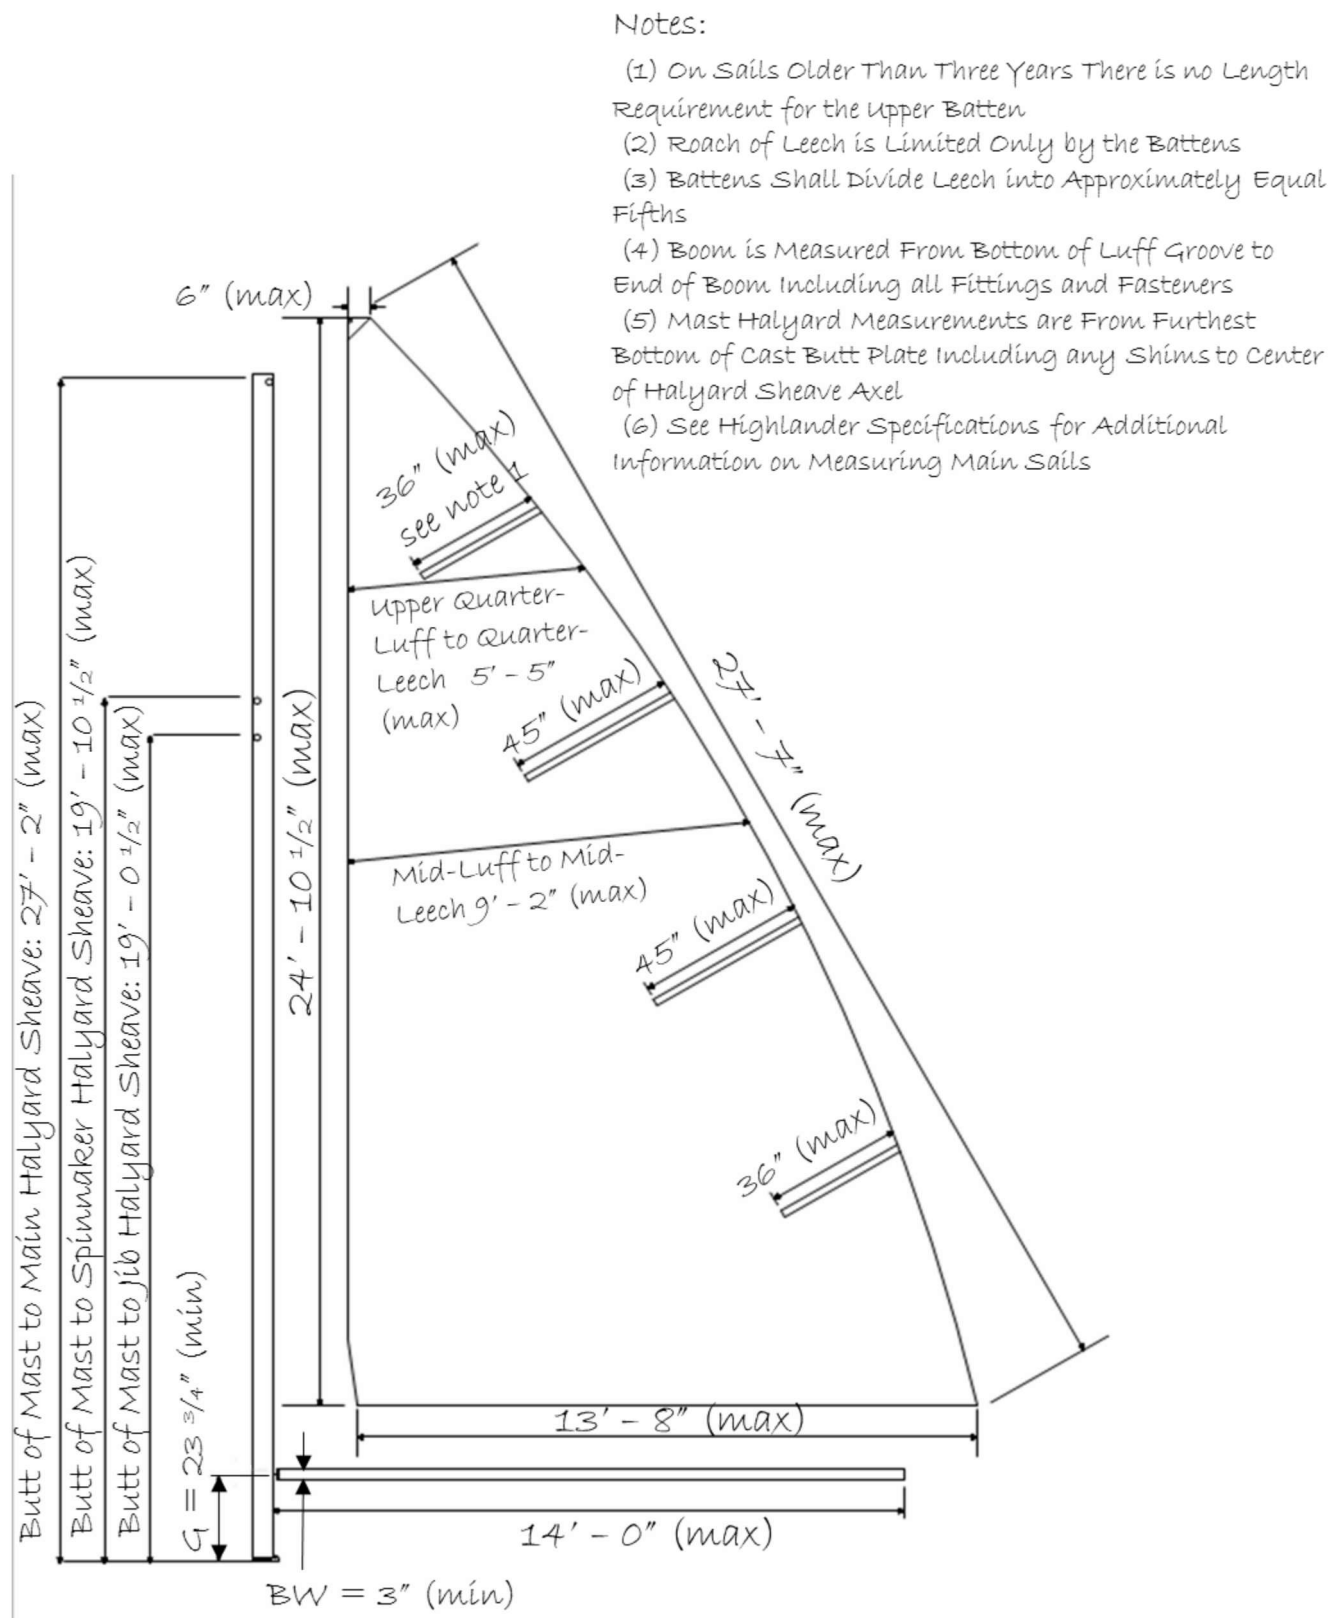 Notes:
(1) On Sails Older Than Three Years There is no Length
Requirement for the Upper Batten
(2) Roach of Leech is Limited Only by the Battens
(3) Battens Shall Divide Leech into Approximately Equal
Fifths
(4) Boom is Measured From Bottom of Luff Groove to
End of Boom Including all Fittings and Fasteners
(5) Mast Halyard Measurements are From Furthest
Bottom of Cast Butt Plate Including any Shims to Center
of Halyard Sheave Axel
(6) See Highlander Specifications for Additional
Information on Measuring Main Sails
6" (max)
36" (max)
see note 1
Upper Quarter-
Luff to Quarter-
Leech 5' - 5"
(max)
45" (max)
27' - 7" (max)
Mid-Luff to Mid-
Leech 9' - 2" (max)
45" (max)
36" (max)
24' - 10 1/2" (max)
Butt of Mast to Main Halyard Sheave: 27' - 2" (max)
Butt of Mast to Spinnaker Halyard Sheave: 19' - 10 1/2" (max)
Butt of Mast to Jib Halyard Sheave: 19' - 0 1/2" (max)
G = 23 3/4" (min)
13' - 8" (max)
14' - 0" (max)
BW = 3" (min)